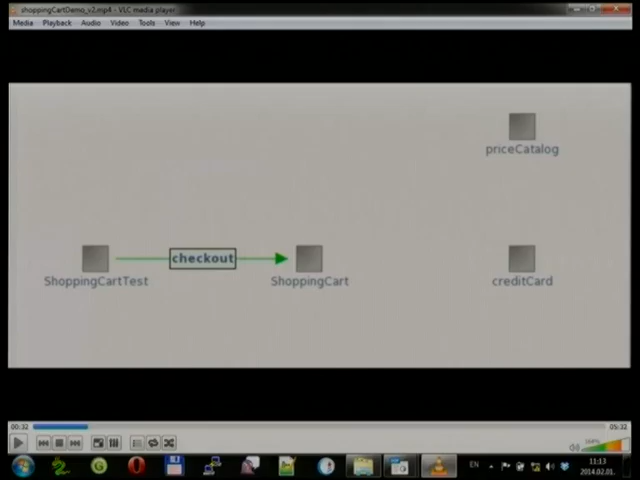 shoppingCartDemo_v2.mp4 - VLC media player
Media Playback Audio Video Tools View Help
priceCatalog
checkout
ShoppingCartTest
ShoppingCart
creditCard
00:32
05:32
EN
11:13
2014.02.01.